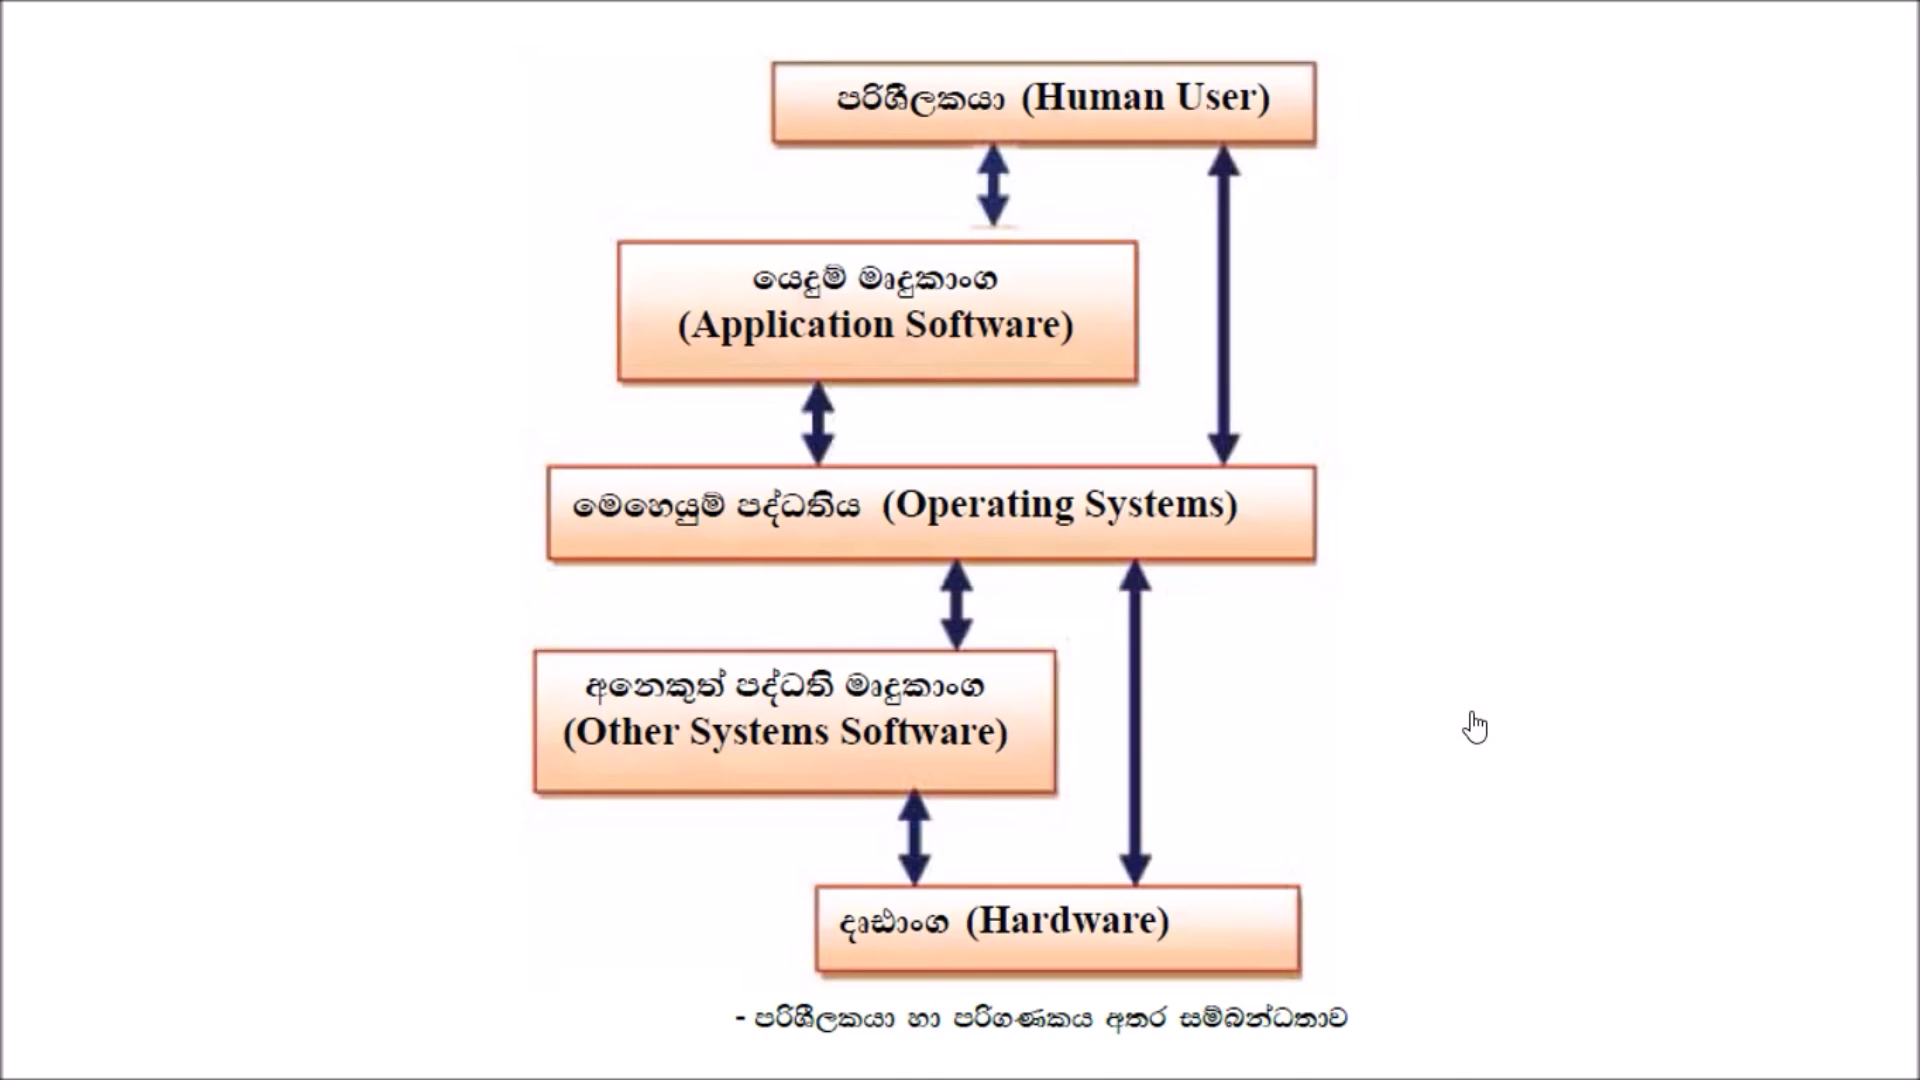 පරිශීලකයා (Human User)
යෙදුම් මෘදුකාංග
(Application Software)
මෙහෙයුම් පද්ධතිය (Operating Systems)
අනෙකුත් පද්ධති මෘදුකාංග
(Other Systems Software)
දෘඪාංග (Hardware)
- පරිශීලකයා හා පරිගණකය අතර සම්බන්ධතාව